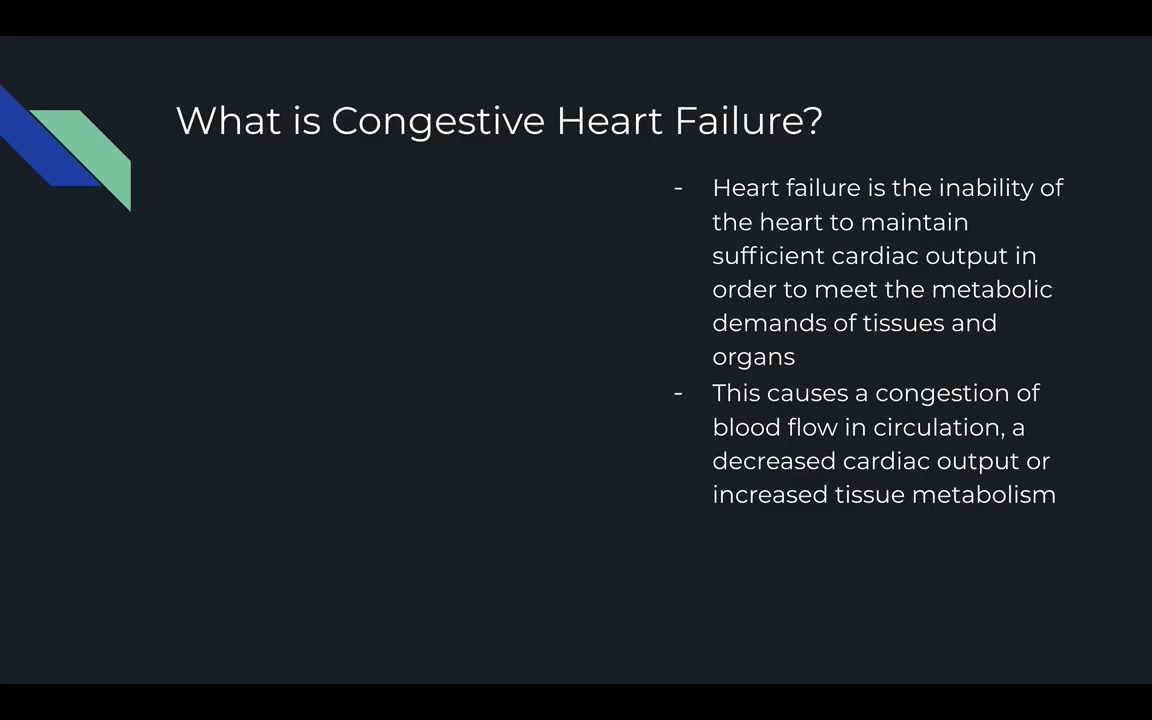 What is Congestive Heart Failure?
- Heart failure is the inability of
the heart to maintain
sufficient cardiac output in
order to meet the metabolic
demands of tissues and
organs
- This causes a congestion of
blood flow in circulation, a
decreased cardiac output or
increased tissue metabolism